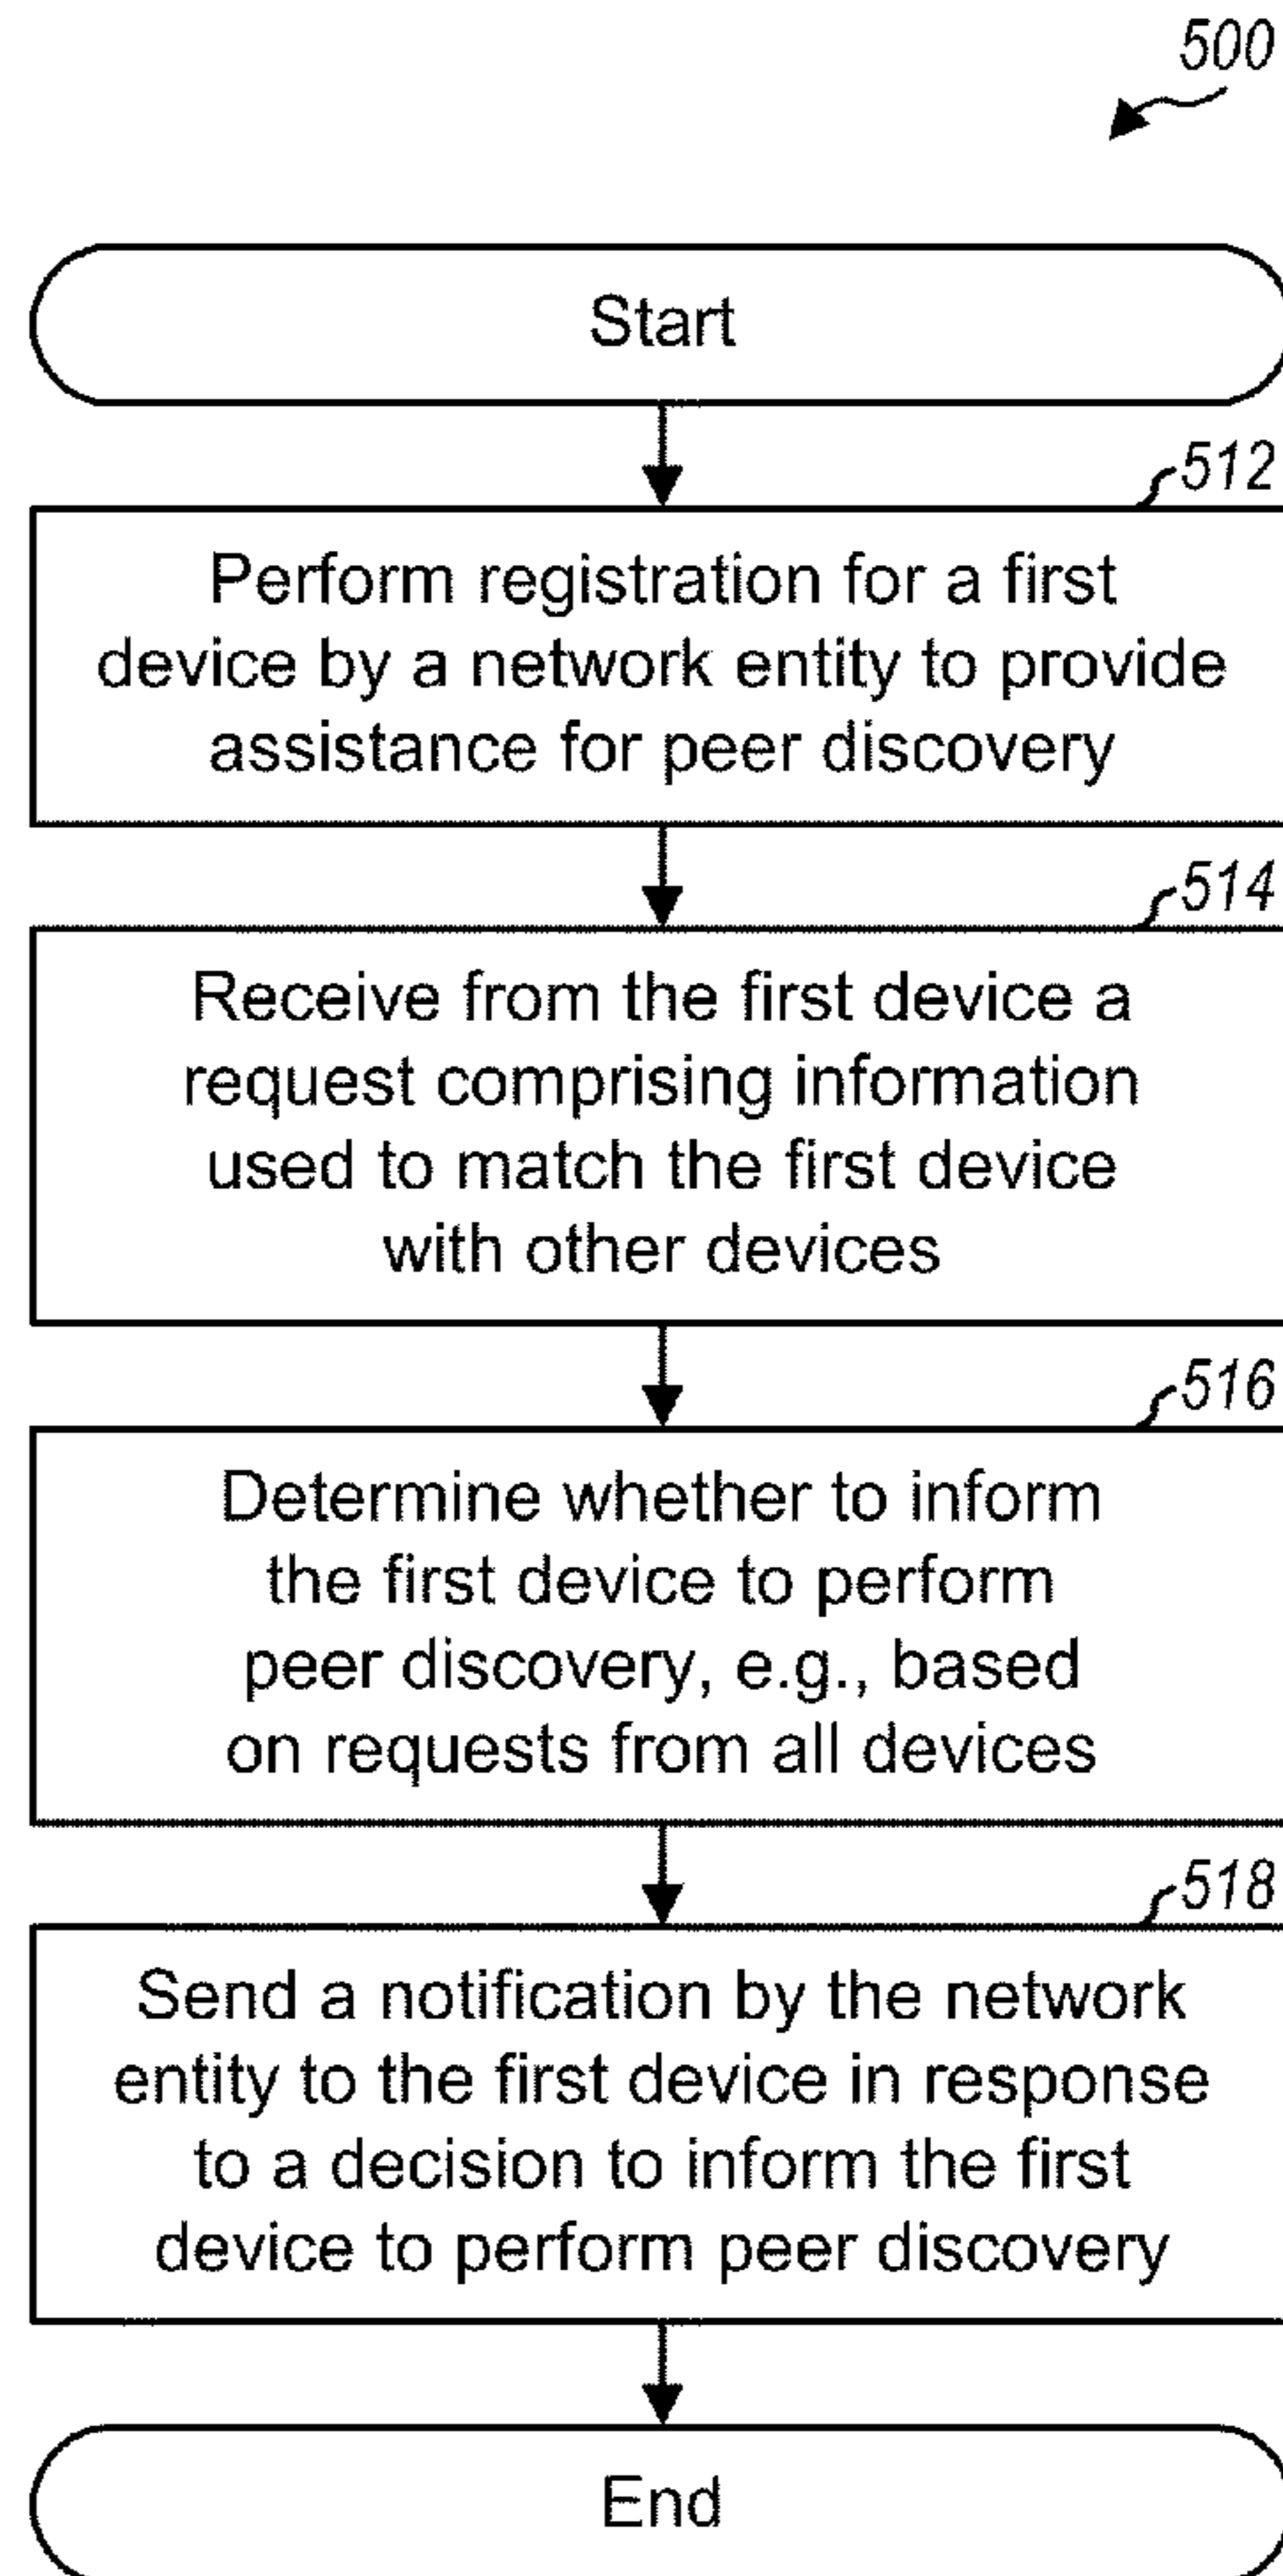 500
Start
512
Perform registration for a first
device by a network entity to provide
assistance for peer discovery
514
Receive from the first device a
request comprising information
used to match the first device
with other devices
516
Determine whether to inform
the first device to perform
peer discovery, e.g., based
on requests from all devices
518
Send a notification by the network
entity to the first device in response
to a decision to inform the first
device to perform peer discovery
End